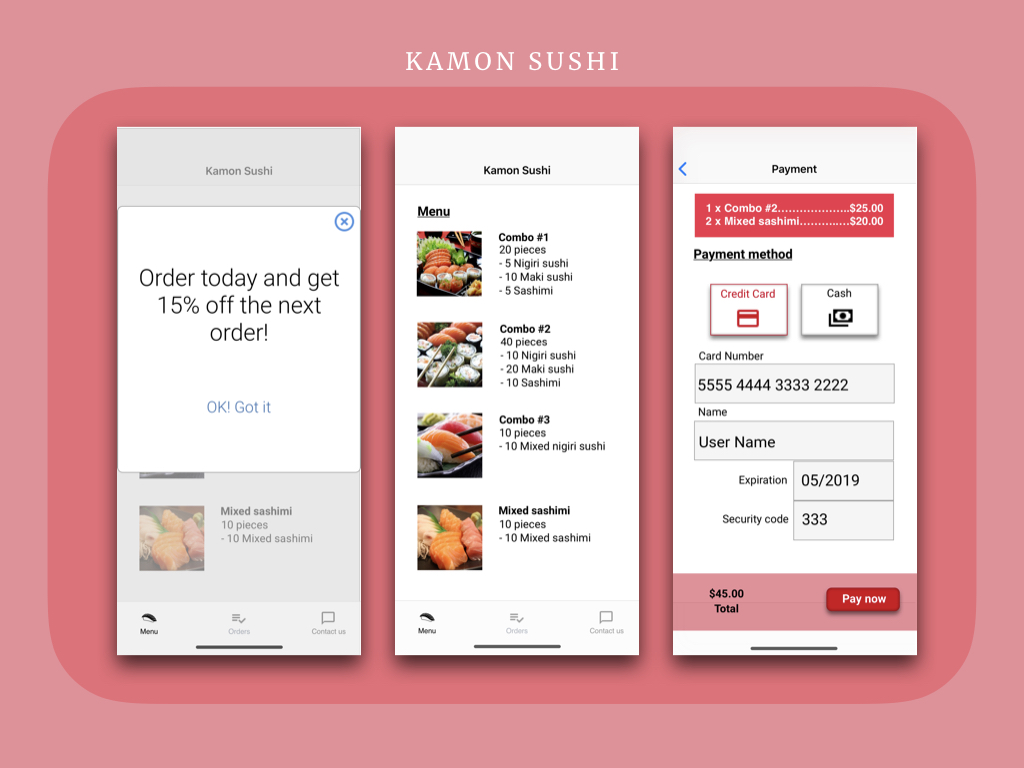 KAMON SUSHI
Kamon Sushi
Order today and get
15% off the next
order!
OK! Got it
Mixed sashimi
10 pieces
- 10 Mixed sashimi
Menu
Orders
Contact us
Kamon Sushi
Menu
Combo #1
20 pieces
- 5 Nigiri sushi
- 10 Maki sushi
- 5 Sashimi
Combo #2
40 pieces
- 10 Nigiri sushi
- 20 Maki sushi
- 10 Sashimi
Combo #3
10 pieces
- 10 Mixed nigiri sushi
Mixed sashimi
10 pieces
- 10 Mixed sashimi
Menu
Orders
Contact us
Payment
1 x Combo #2....................$25.00
2 x Mixed sashimi..............$20.00
Payment method
Credit Card
Cash
Card Number
5555 4444 3333 2222
Name
User Name
Expiration
05/2019
Security code
333
$45.00
Total
Pay now